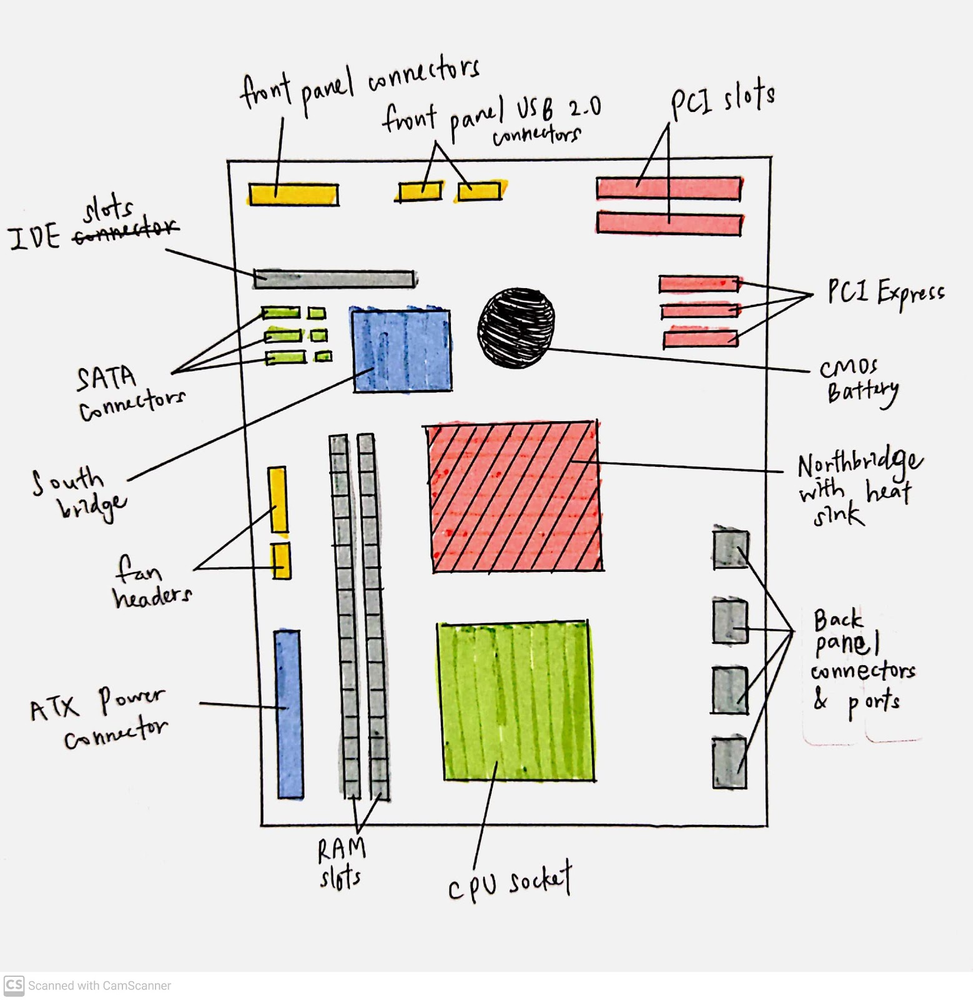 front panel connectors
front panel USB 2.0
connectors
PCI slots
slots
IDE connector
PCI Express
SATA
connectors
CMOS
Battery
South
bridge
Northbridge
with heat
sink
fan
headers
Back
panel
connectors
& ports
ATX Power
connector
RAM
slots
CPU socket
CS Scanned with CamScanner